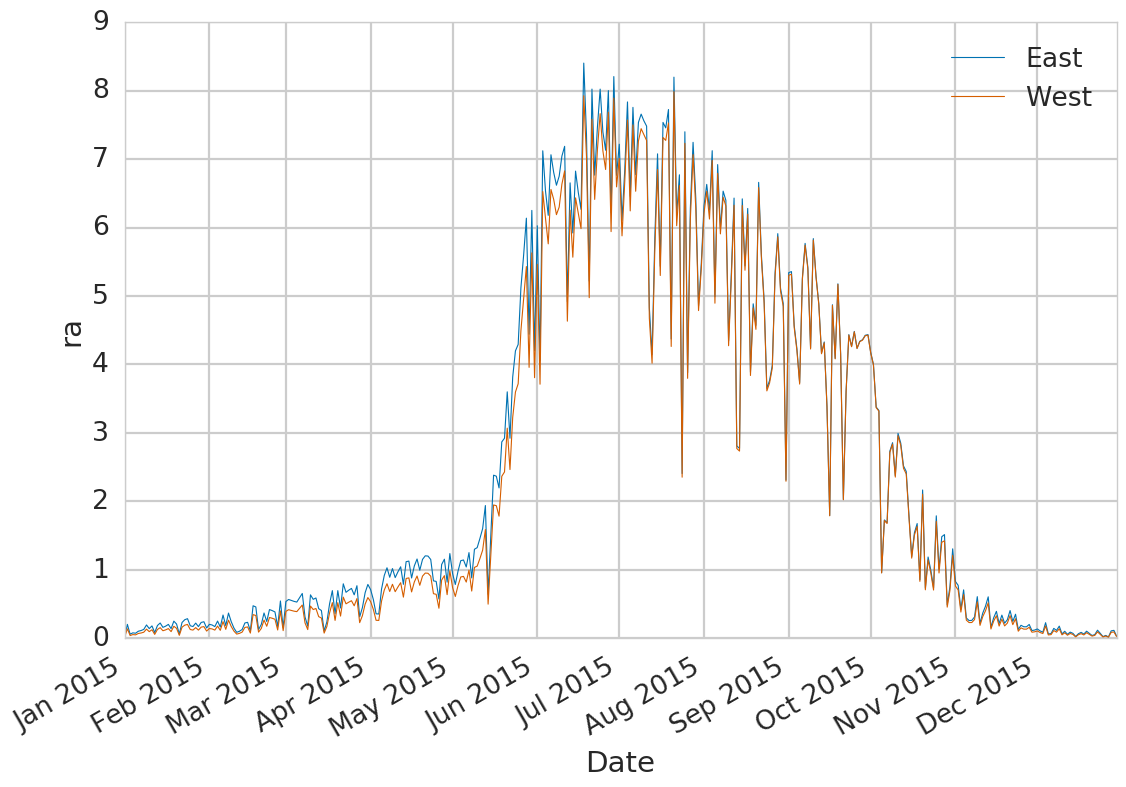 9
8
7
6
5
4
3
2
1
0
ra
East
West
Jan 2015
Feb 2015
Mar 2015
Apr 2015
May 2015
Jun 2015
Jul 2015
Aug 2015
Sep 2015
Oct 2015
Nov 2015
Dec 2015
Date